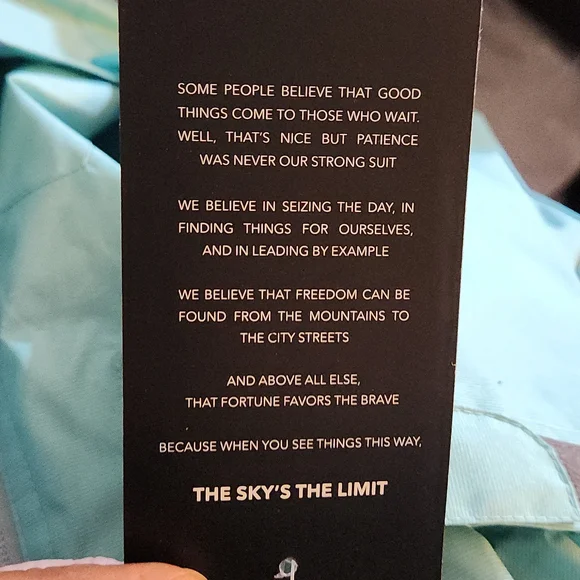 SOME PEOPLE BELIEVE THAT GOOD
THINGS COME TO THOSE WHO WAIT.
WELL, THAT'S NICE BUT PATIENCE
WAS NEVER OUR STRONG SUIT
WE BELIEVE IN SEIZING THE DAY, IN
FINDING THINGS FOR OURSELVES,
AND IN LEADING BY EXAMPLE
WE BELIEVE THAT FREEDOM CAN BE
FOUND FROM THE MOUNTAINS TO
THE CITY STREETS
AND ABOVE ALL ELSE,
THAT FORTUNE FAVORS THE BRAVE
BECAUSE WHEN YOU SEE THINGS THIS WAY,
THE SKY'S THE LIMIT